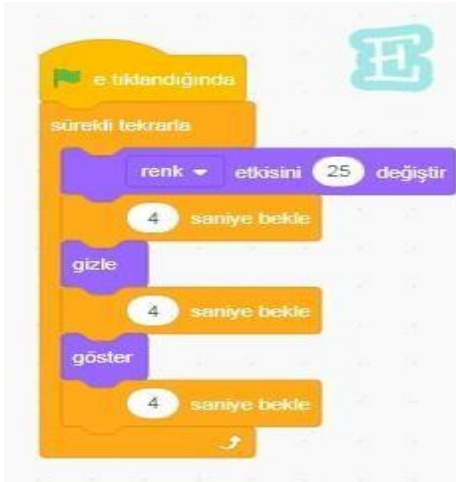 E
e tıklandığında
sürekli tekrarla
renk etkisini 25 değiştir
4 saniye bekle
gizle
4 saniye bekle
göster
4 saniye bekle